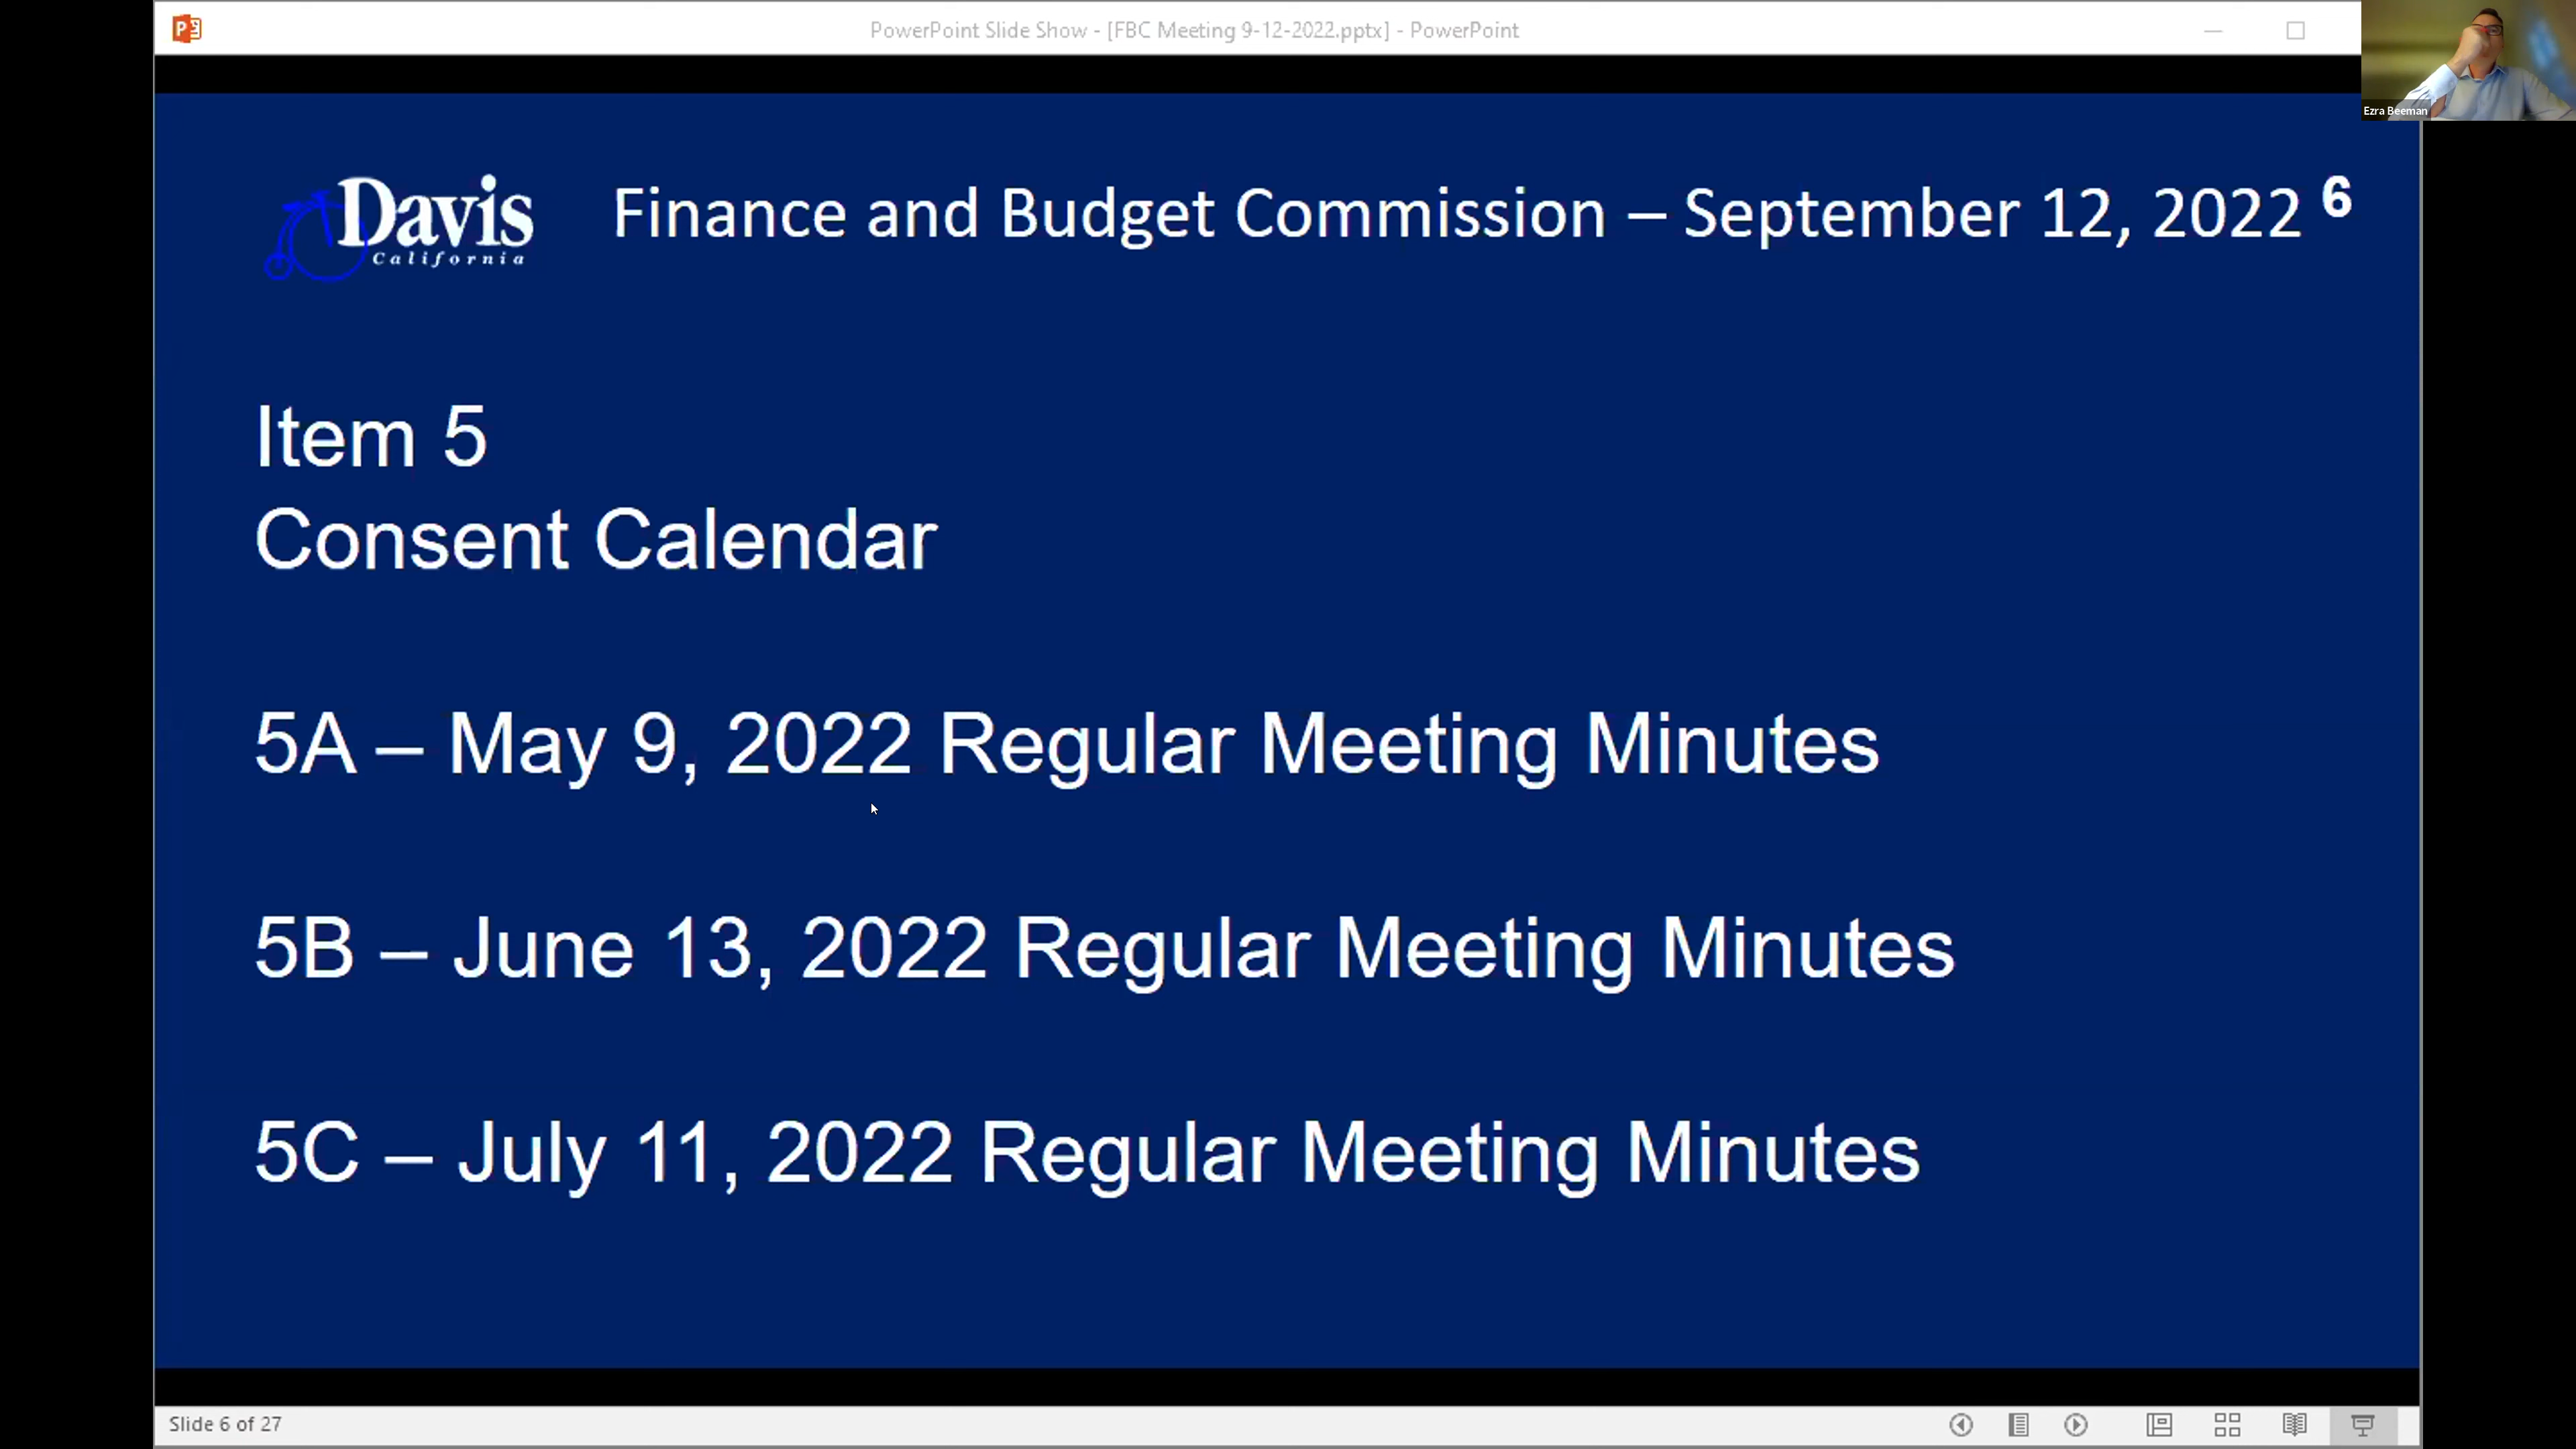 PowerPoint Slide Show - [FBC Meeting 9-12-2022.pptx] - PowerPoint
Ezra Beeman
Davis
California
Finance and Budget Commission – September 12, 2022 6
Item 5
Consent Calendar
5A – May 9, 2022 Regular Meeting Minutes
5B – June 13, 2022 Regular Meeting Minutes
5C – July 11, 2022 Regular Meeting Minutes
Slide 6 of 27